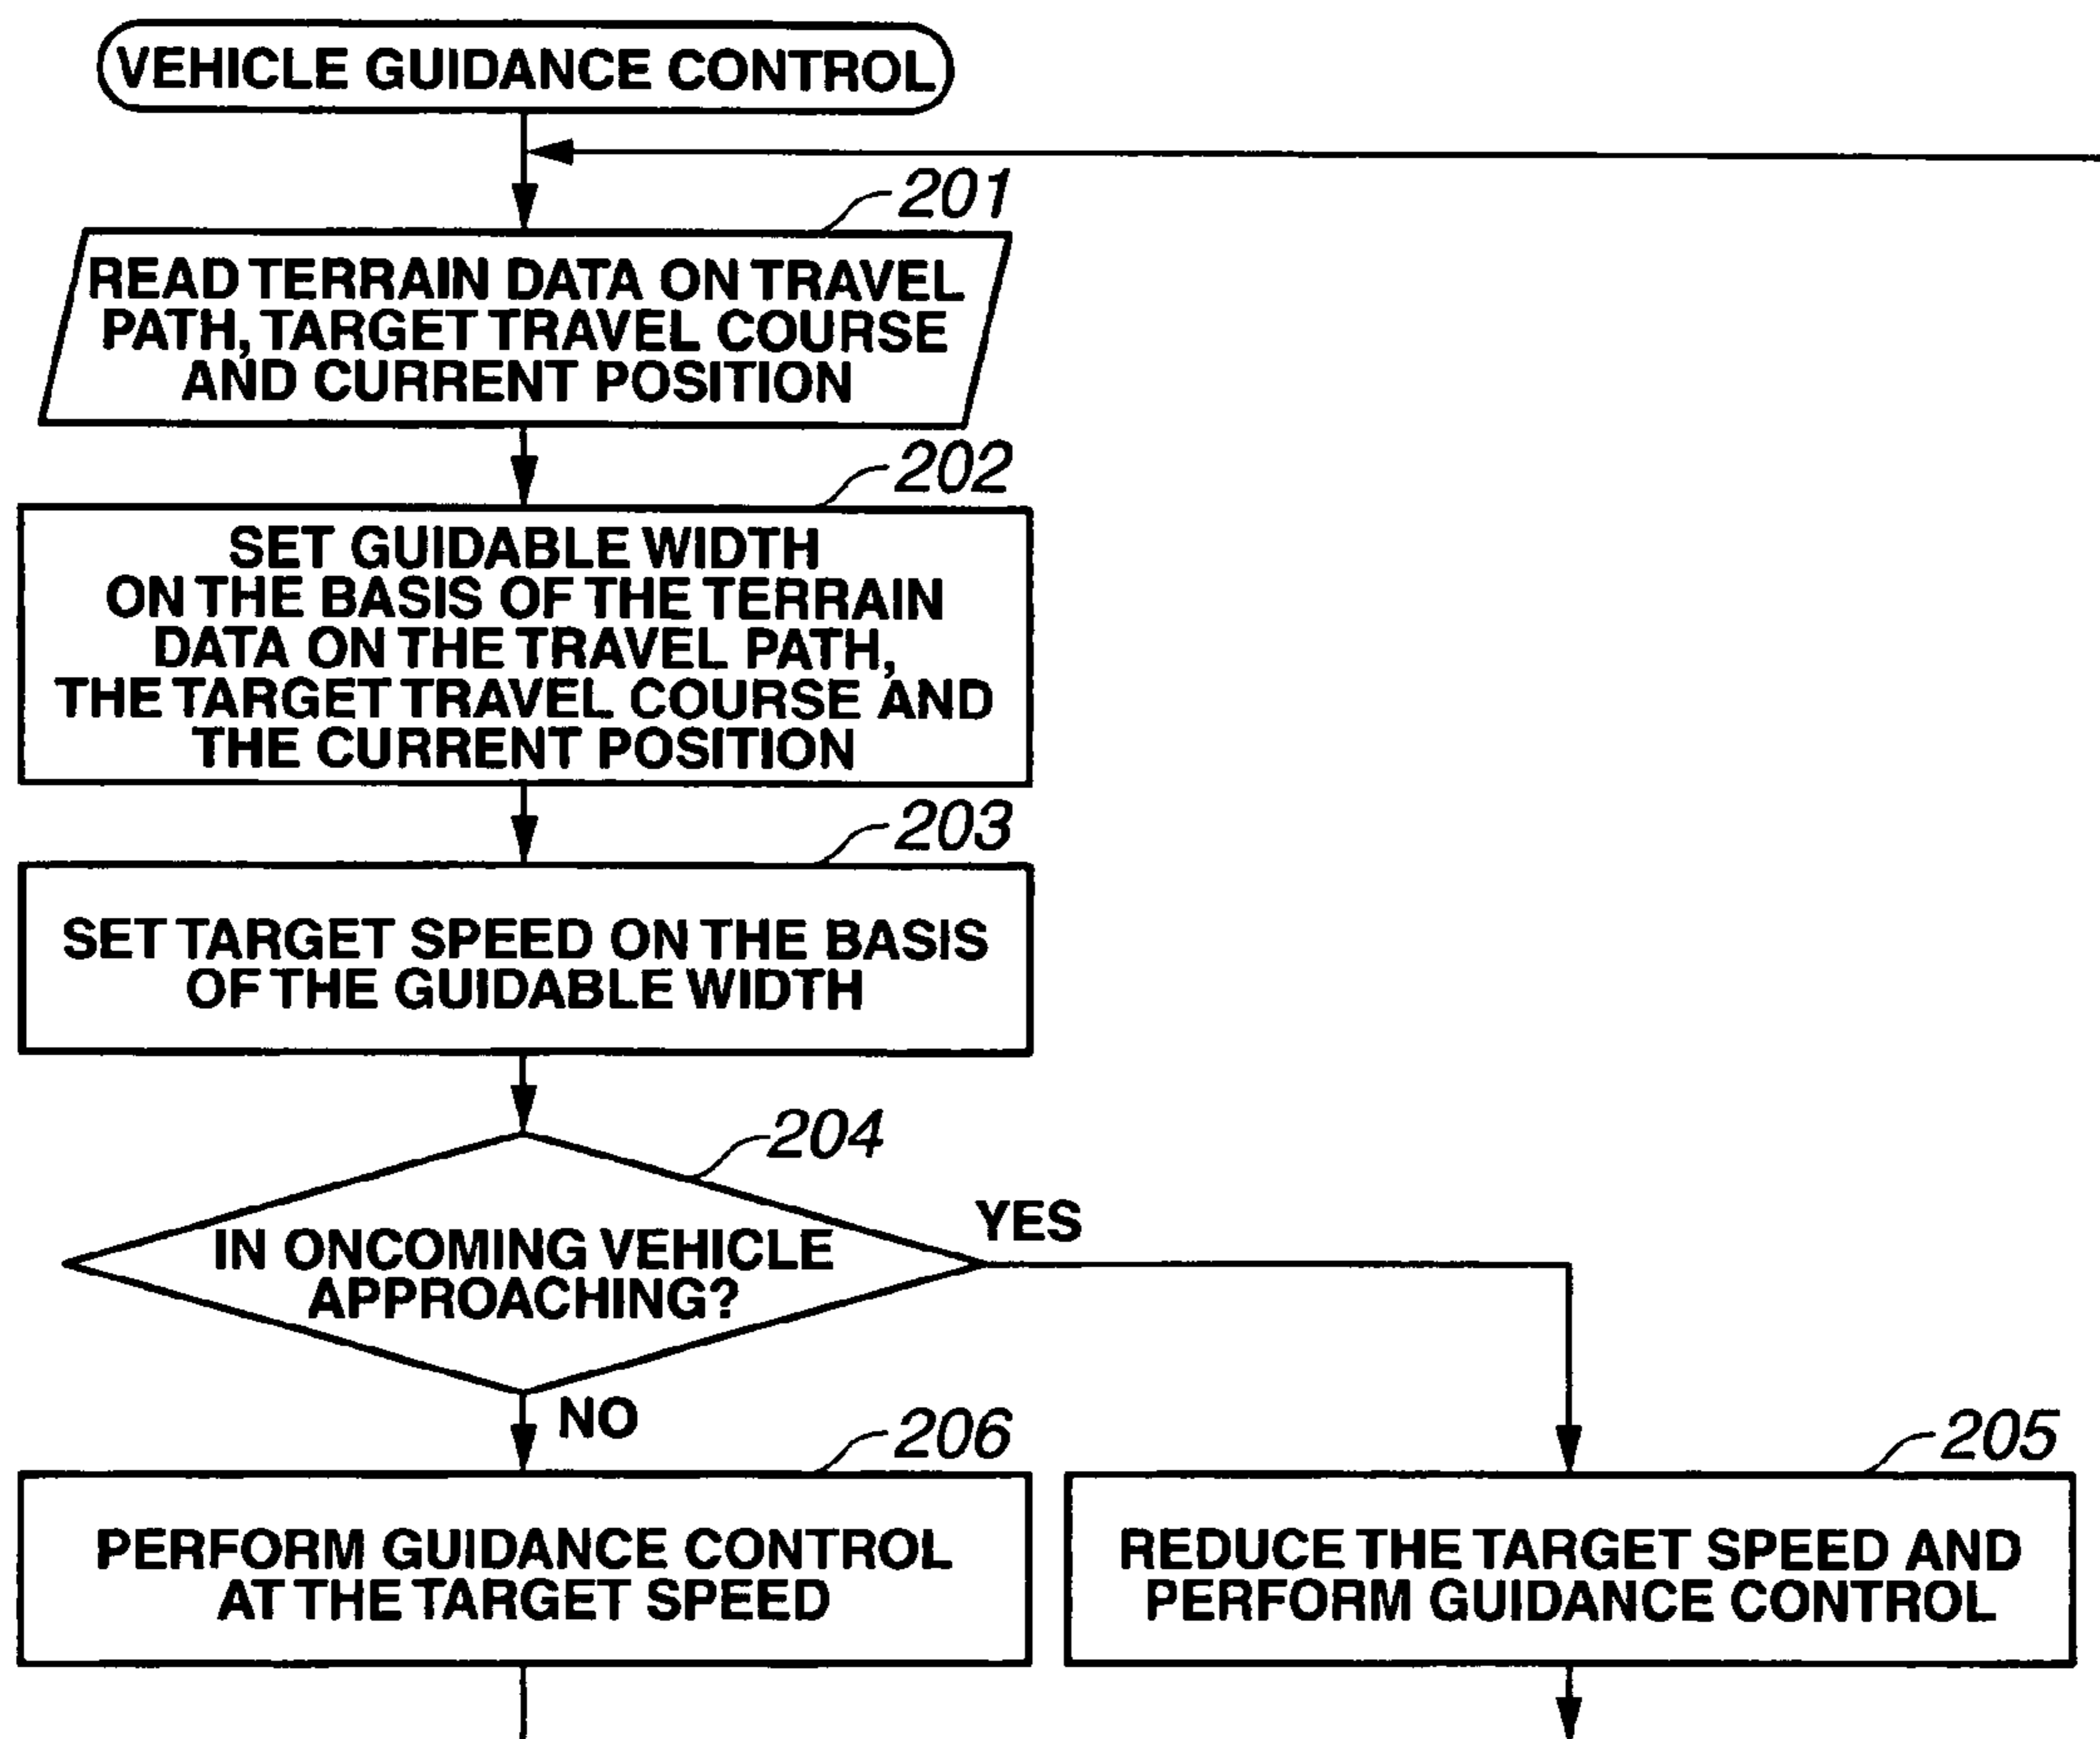 VEHICLE GUIDANCE CONTROL
201
READ TERRAIN DATA ON TRAVEL
PATH, TARGET TRAVEL COURSE
AND CURRENT POSITION
202
SET GUIDABLE WIDTH
ON THE BASIS OF THE TERRAIN
DATA ON THE TRAVEL PATH,
THE TARGET TRAVEL COURSE AND
THE CURRENT POSITION
203
SET TARGET SPEED ON THE BASIS
OF THE GUIDABLE WIDTH
204
IN ONCOMING VEHICLE
APPROACHING?
YES
NO
206
PERFORM GUIDANCE CONTROL
AT THE TARGET SPEED
205
REDUCE THE TARGET SPEED AND
PERFORM GUIDANCE CONTROL